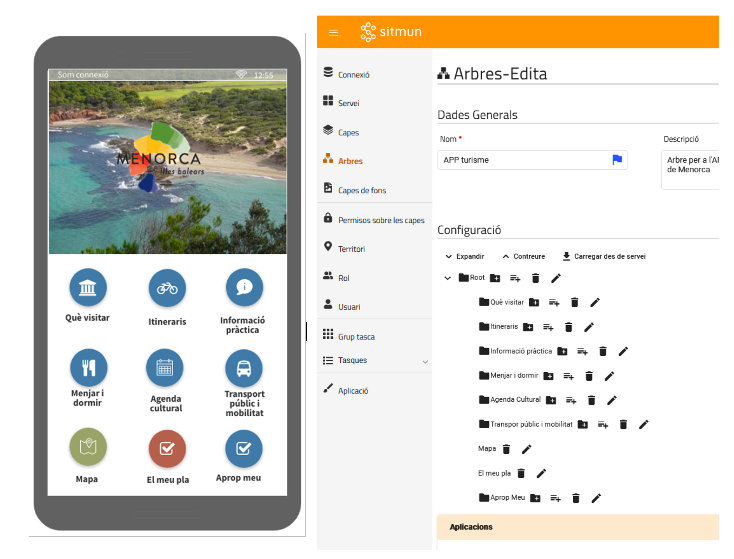 Som connexió
12:55
MENORCA
illes balears
Què visitar
Itineraris
Informació
pràctica
Menjar i
dormir
Agenda
cultural
Transport
públic i
mobilitat
Mapa
El meu pla
Aprop meu
sitmun
Connexió
Servei
Capes
Arbres
Capes de fons
Permisos sobre les capes
Territori
Rol
Usuari
Grup tasca
Tasques
Aplicació
Arbres-Edita
Dades Generals
Nom *
Descripció
APP turisme
Arbre per a l'AP
de Menorca
Configuració
Expandir
Contreure
Carregar des de servei
Root
Què visitar
Itineraris
Informació pràctica
Menjar i dormir
Agenda Cultural
Transpor públic i mobilitat
Mapa
El meu pla
Aprop Meu
Aplicacions